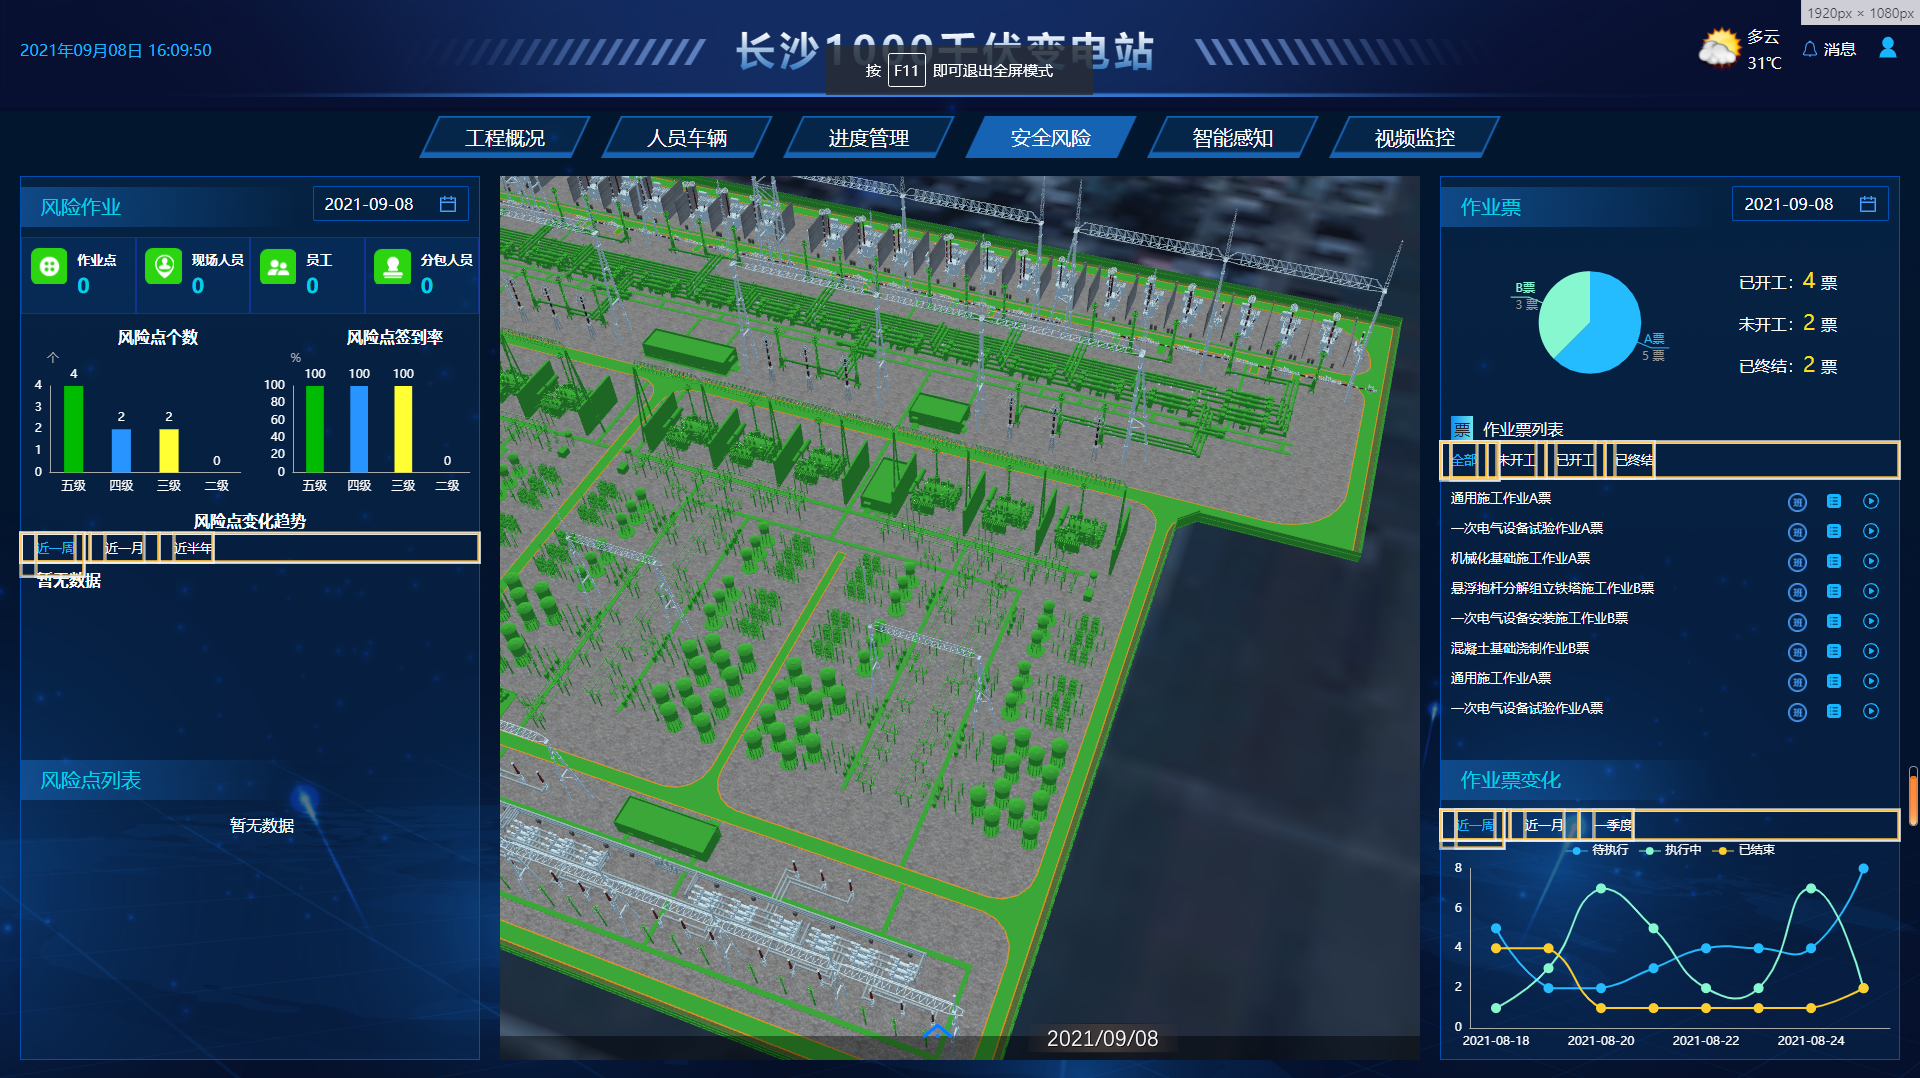 1920px × 1080px
2021年09月08日 16:09:50
长沙1000千伏变电站
按 F11 即可退出全屏模式
多云
31℃
消息
工程概况 人员车辆 进度管理 安全风险 智能感知 视频监控
风险作业
2021-09-08
作业点
0
现场人员
0
员工
0
分包人员
0
风险点个数
个
4
3
2
1
0
4 2 2 0
五级 四级 三级 二级
风险点签到率
%
100
80
60
40
20
0
100 100 100 0
五级 四级 三级 二级
风险点变化趋势
近一周 近一月 近半年
暂无数据
风险点列表
暂无数据
2021/09/08
作业票
2021-09-08
B票
3 票
A票
5 票
已开工: 4 票
未开工: 2 票
已终结: 2 票
票 作业票列表
全部 未开工 已开工 已终结
通用施工作业A票 班
一次电气设备试验作业A票 班
机械化基础施工作业A票 班
悬浮抱杆分解组立铁塔施工作业B票 班
一次电气设备安装施工作业B票 班
混凝土基础浇制作业B票 班
通用施工作业A票 班
一次电气设备试验作业A票 班
作业票变化
近一周 近一月 一季度
待执行 执行中 已结束
8
6
4
2
0
2021-08-18 2021-08-20 2021-08-22 2021-08-24